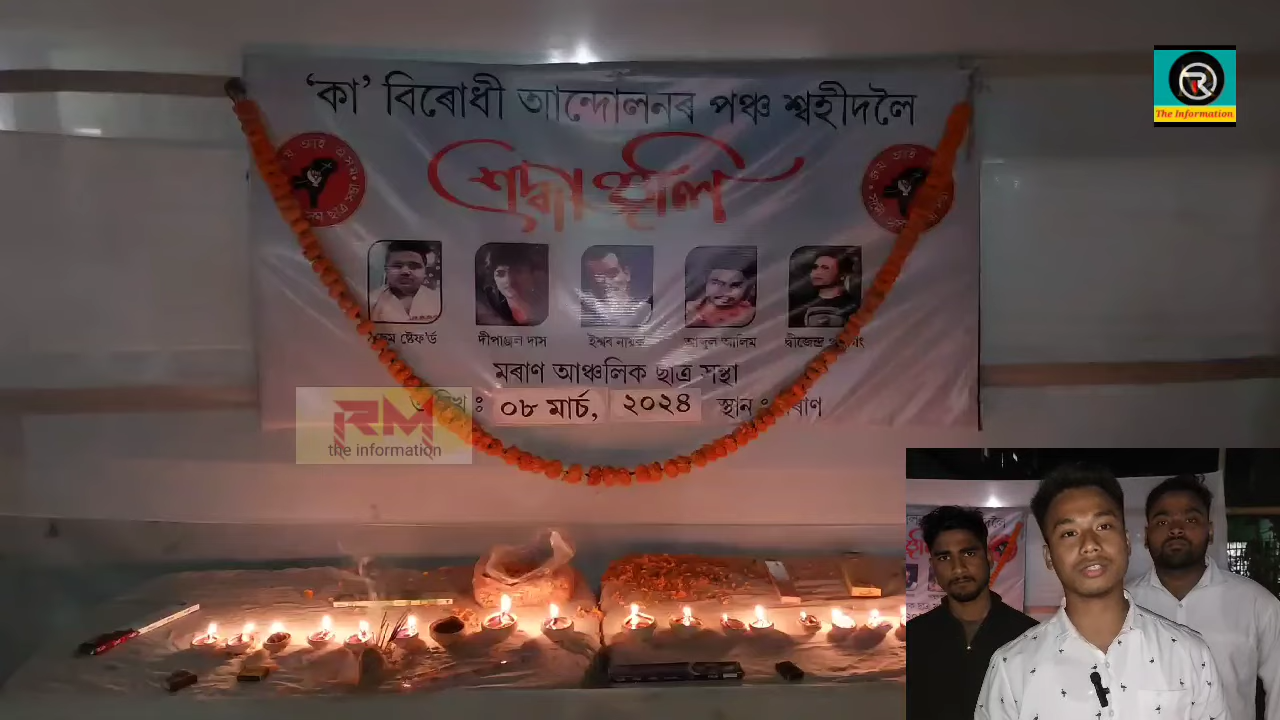 ‘কা’ বিৰোধী আন্দোলনৰ পঞ্চ শ্বহীদলৈ
শ্ৰদ্ধাঞ্জলি
দীপাঞ্জল দাস
ঈশ্বৰ নায়ক
আব্দুল আলিম
দ্বীজেন্দ্ৰ
মৰাণ আঞ্চলিক ছাত্ৰ সন্থা
০৮ মাৰ্চ, ২০২৪ স্থান ঃ মৰাণ
RM
the information
The Information